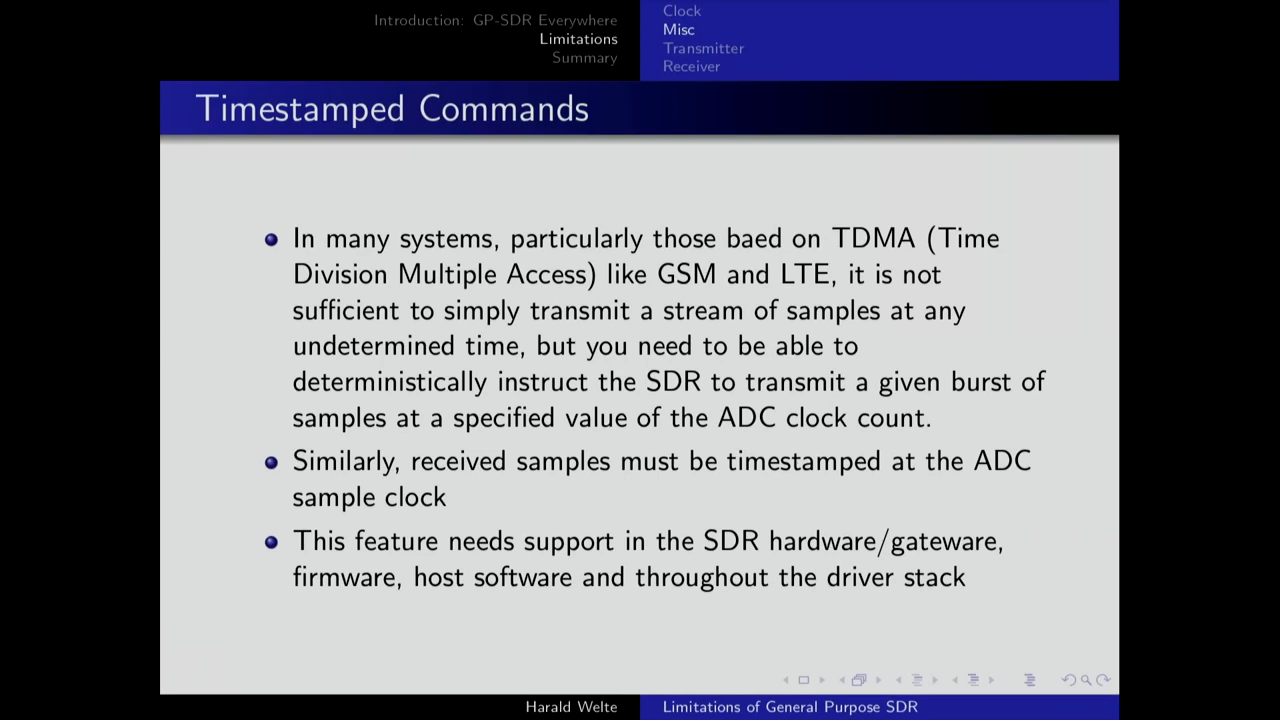 Introduction: GP-SDR Everywhere
Limitations
Summary
Clock
Misc
Transmitter
Receiver
Timestamped Commands
In many systems, particularly those baed on TDMA (Time
Division Multiple Access) like GSM and LTE, it is not
sufficient to simply transmit a stream of samples at any
undetermined time, but you need to be able to
deterministically instruct the SDR to transmit a given burst of
samples at a specified value of the ADC clock count.
Similarly, received samples must be timestamped at the ADC
sample clock
This feature needs support in the SDR hardware/gateware,
firmware, host software and throughout the driver stack
Harald Welte
Limitations of General Purpose SDR